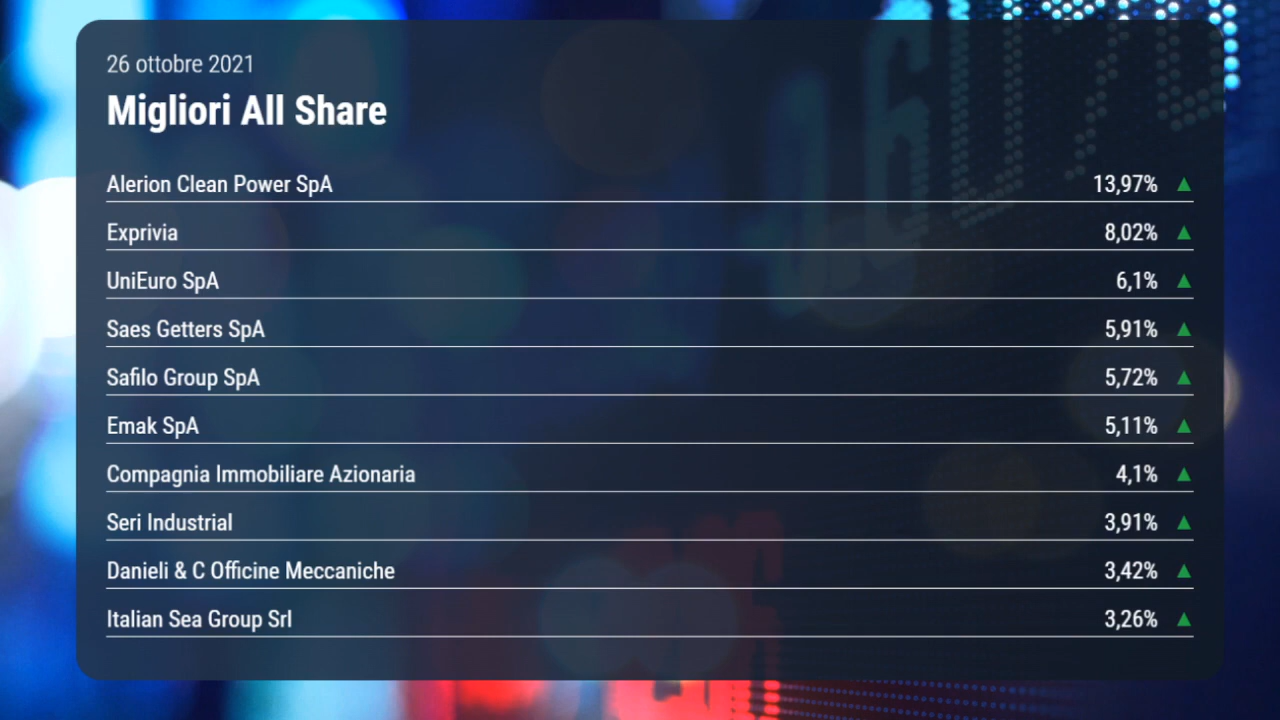 26 ottobre 2021
Migliori All Share
Alerion Clean Power SpA 13,97% ▲
Exprivia 8,02% ▲
UniEuro SpA 6,1% ▲
Saes Getters SpA 5,91% ▲
Safilo Group SpA 5,72% ▲
Emak SpA 5,11% ▲
Compagnia Immobiliare Azionaria 4,1% ▲
Seri Industrial 3,91% ▲
Danieli & C Officine Meccaniche 3,42% ▲
Italian Sea Group Srl 3,26% ▲